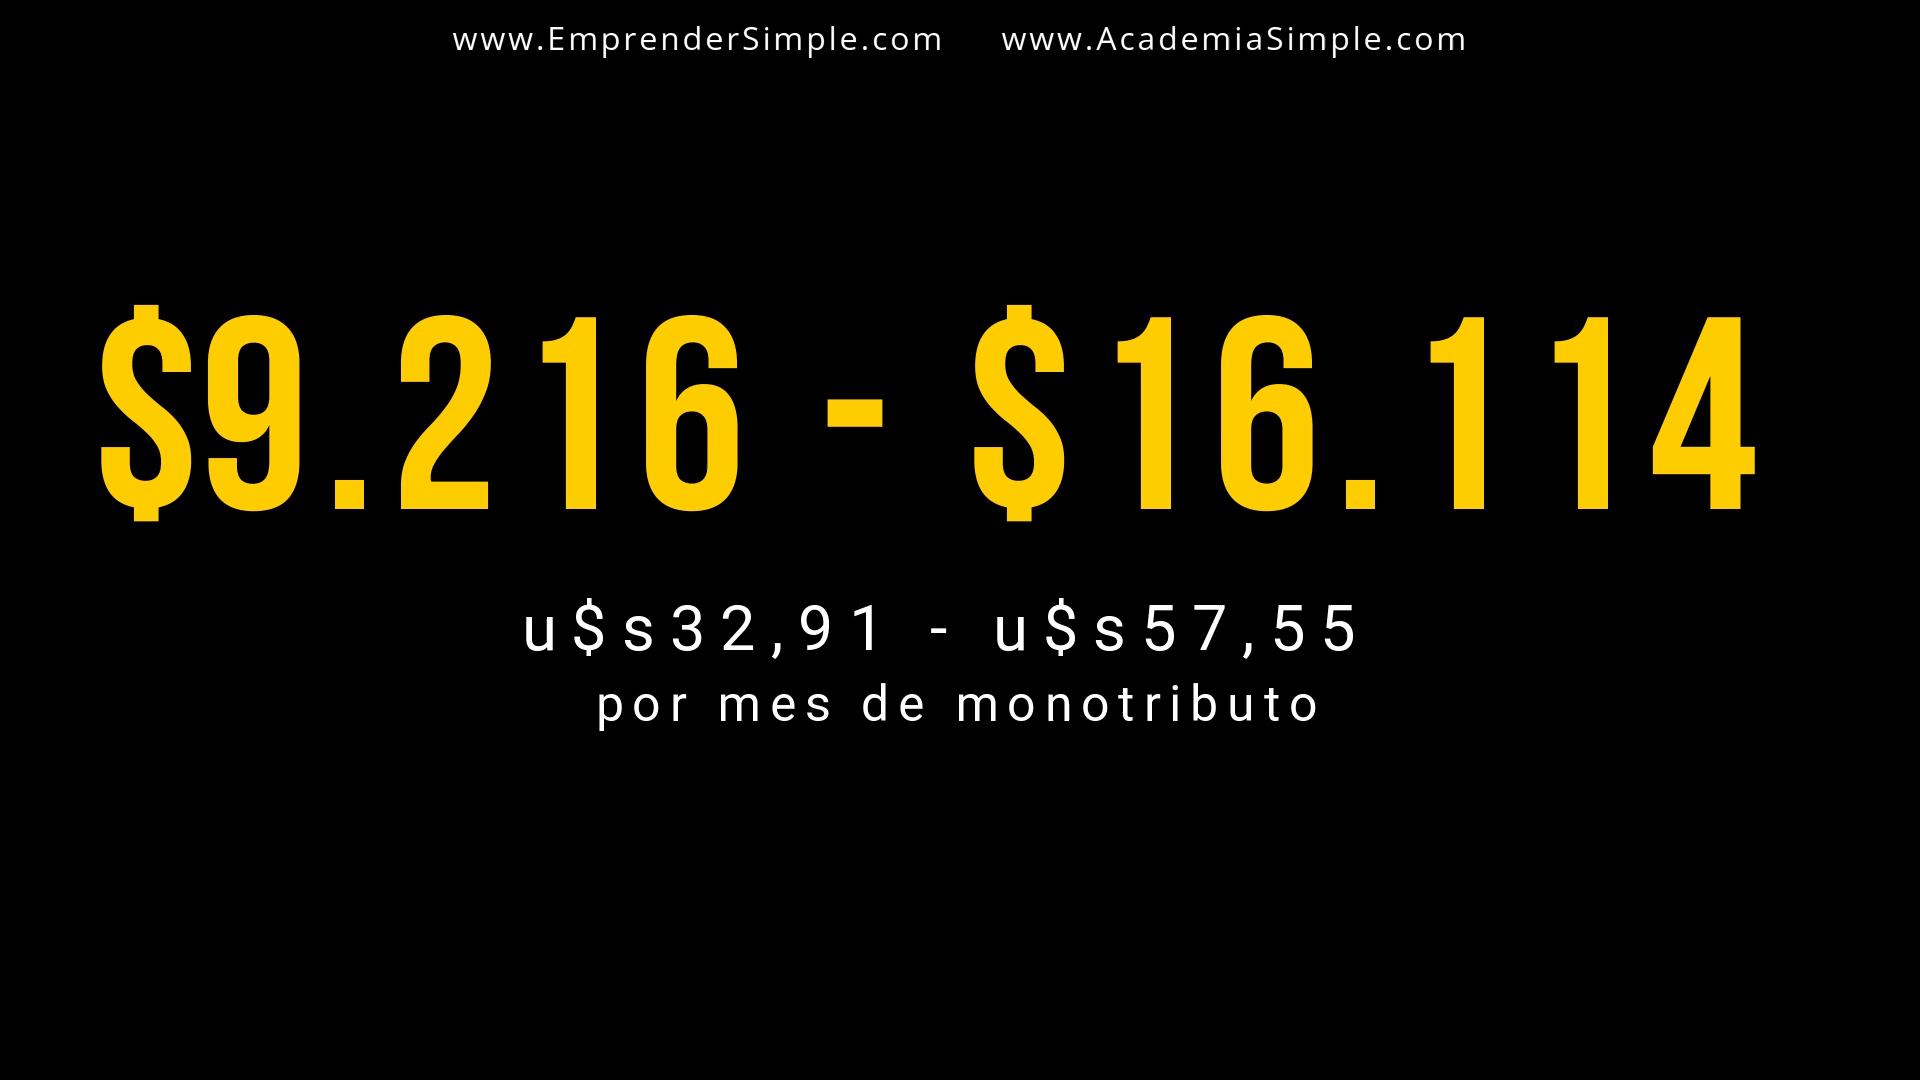 www.EmprenderSimple.com www.AcademiaSimple.com
$9.216 - $16.114
u$s32,91 - u$s57,55
por mes de monotributo